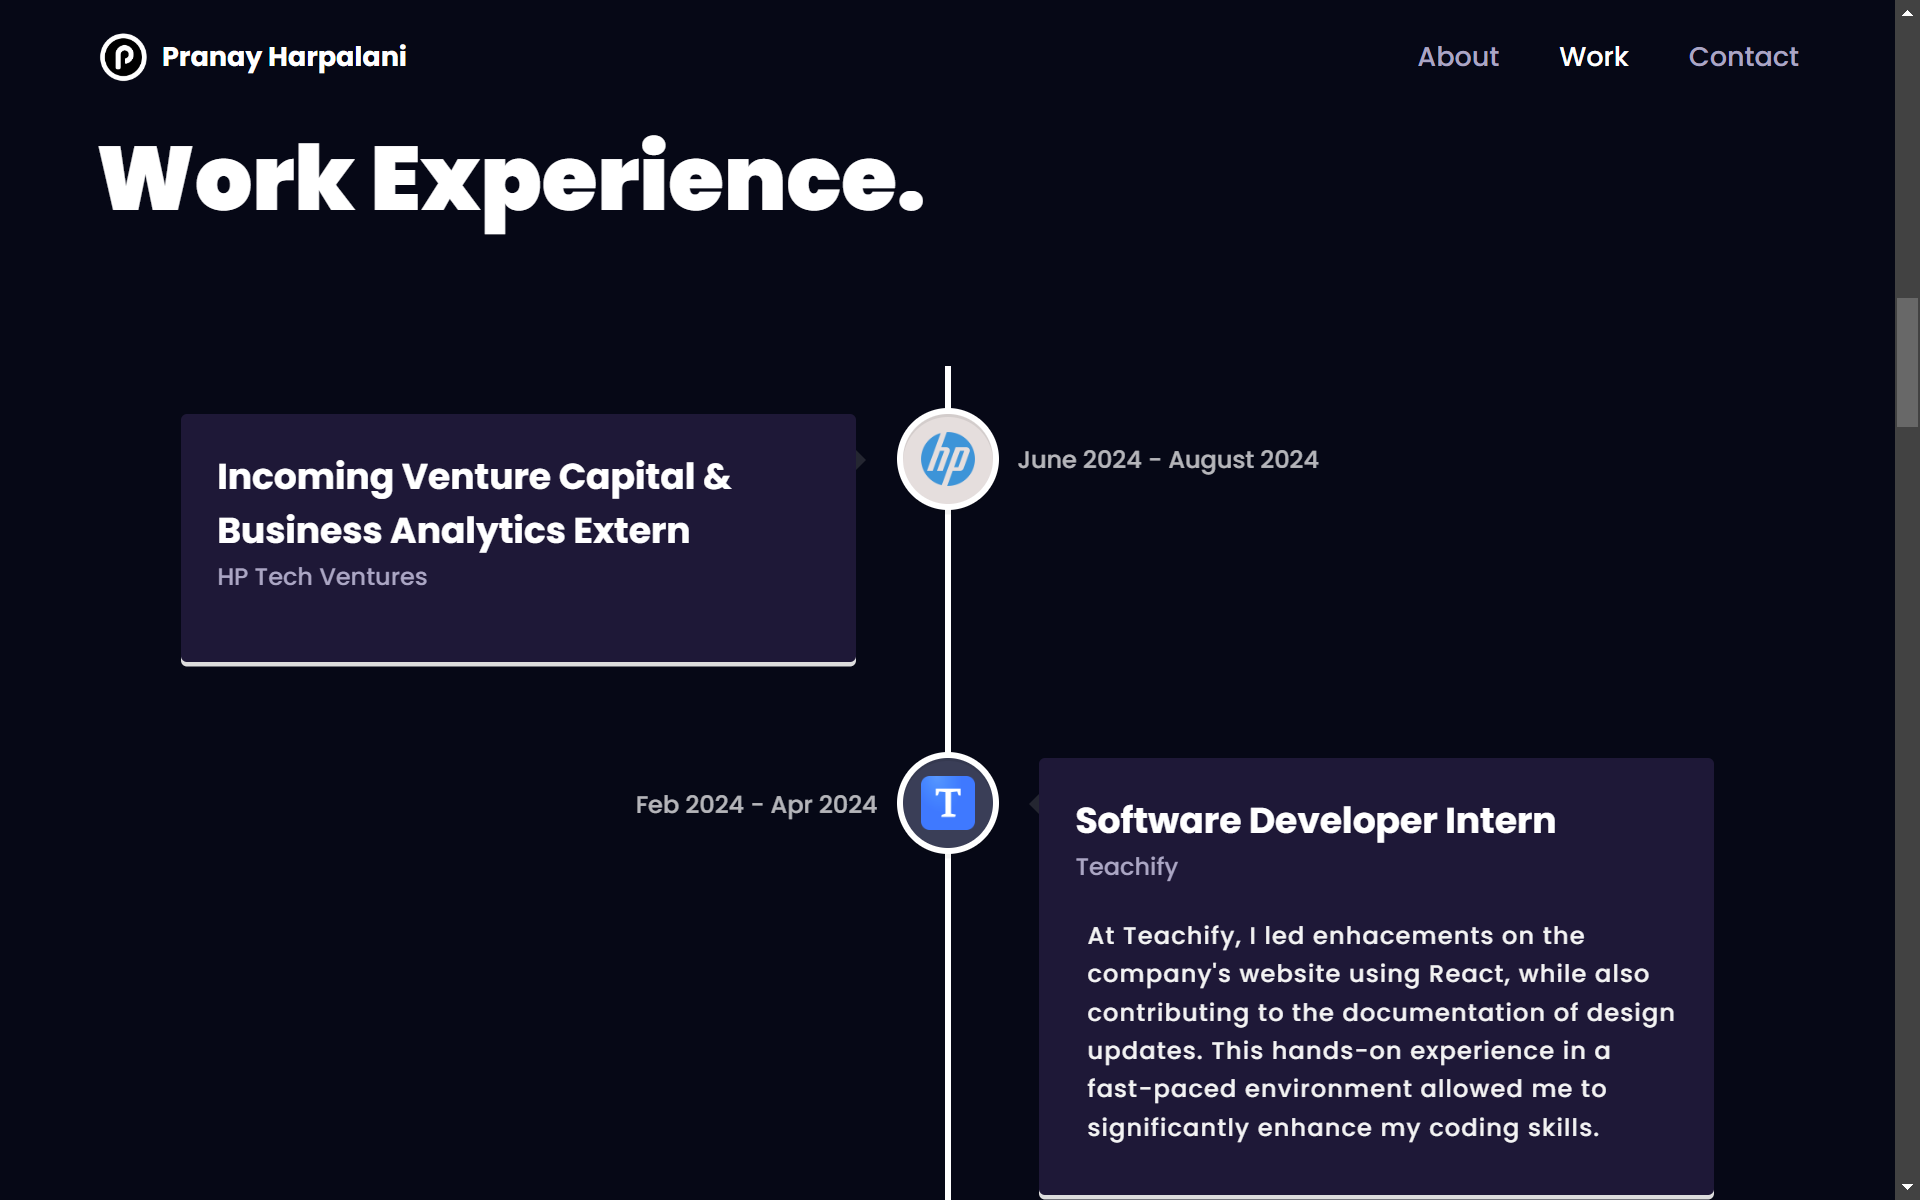 Pranay Harpalani
About
Work
Contact
Work Experience.
Incoming Venture Capital &
Business Analytics Extern
HP Tech Ventures
hp
June 2024 - August 2024
Feb 2024 - Apr 2024
T
Software Developer Intern
Teachify
At Teachify, I led enhacements on the
company's website using React, while also
contributing to the documentation of design
updates. This hands-on experience in a
fast-paced environment allowed me to
significantly enhance my coding skills.